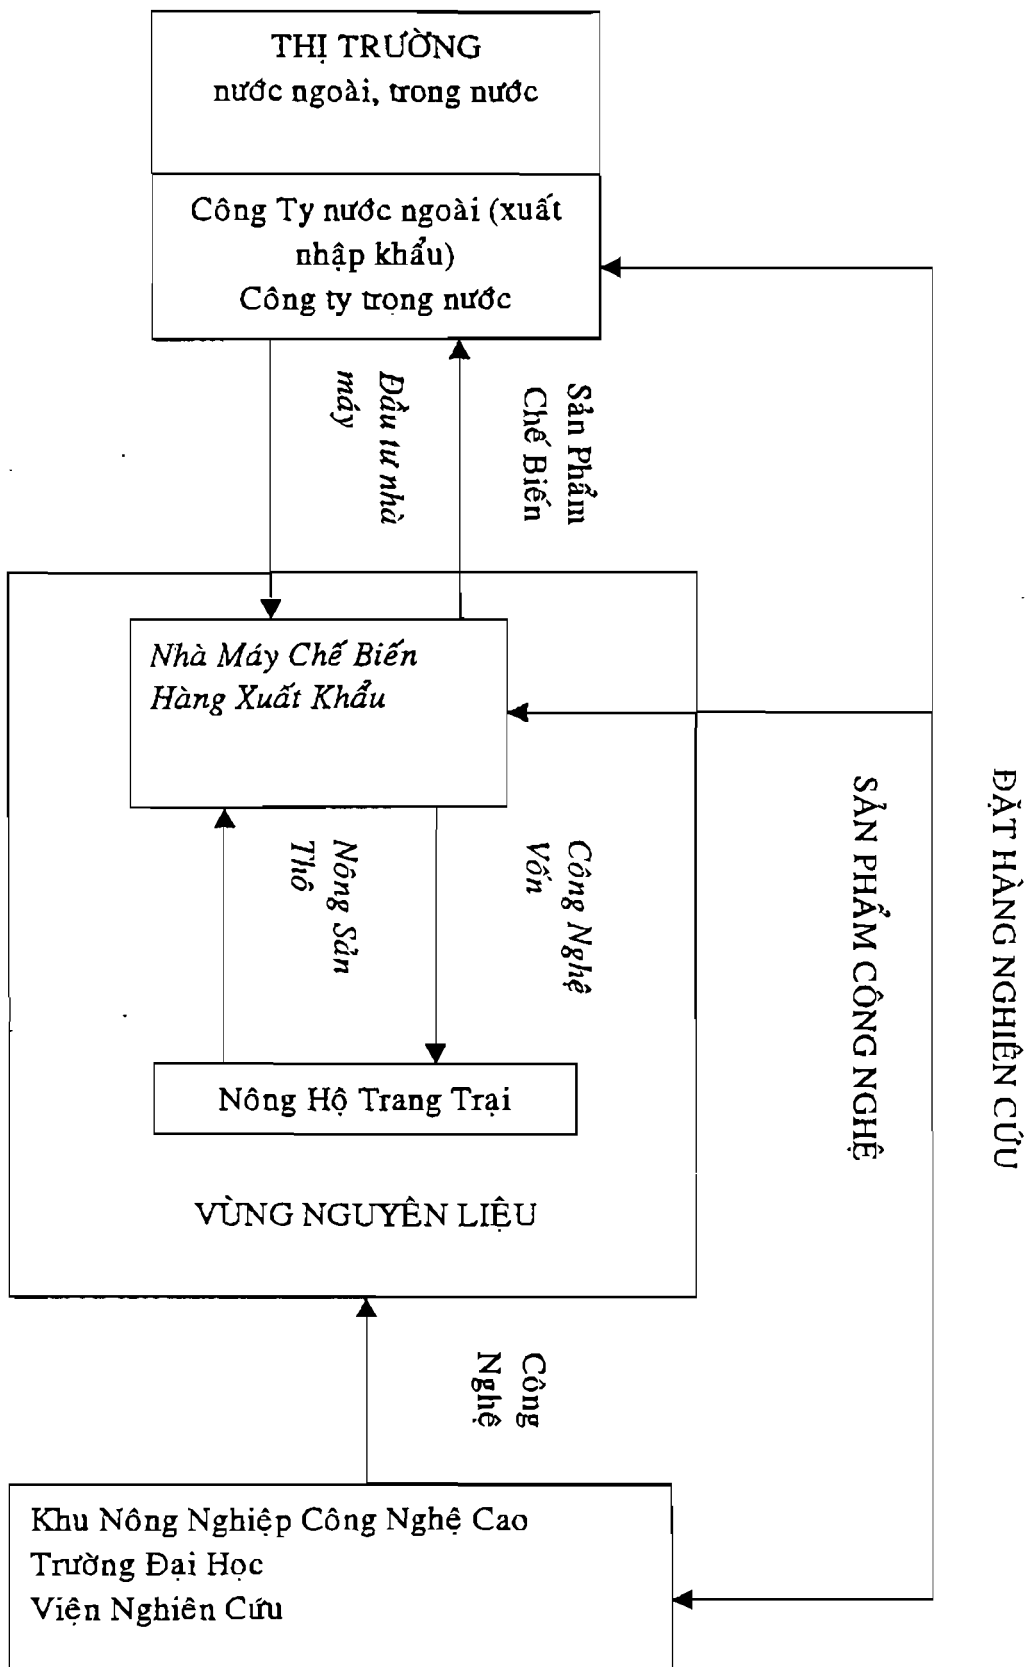 THỊ TRƯỜNG
nước ngoài, trong nước
Công Ty nước ngoài (xuất
nhập khẩu)
Công ty trọng nước
Đầu tư nhà
máy
Sản Phẩm
Chế Biến
Nhà Máy Chế Biến
Hàng Xuất Khẩu
Nông Sản
Thô
Công Nghệ
Vốn
Nông Hộ Trang Trại
VÙNG NGUYÊN LIỆU
SẢN PHẨM CÔNG NGHỆ
ĐẶT HÀNG NGHIÊN CỨU
Công
Nghệ
Khu Nông Nghiệp Công Nghệ Cao
Trường Đại Học
Viện Nghiên Cứu